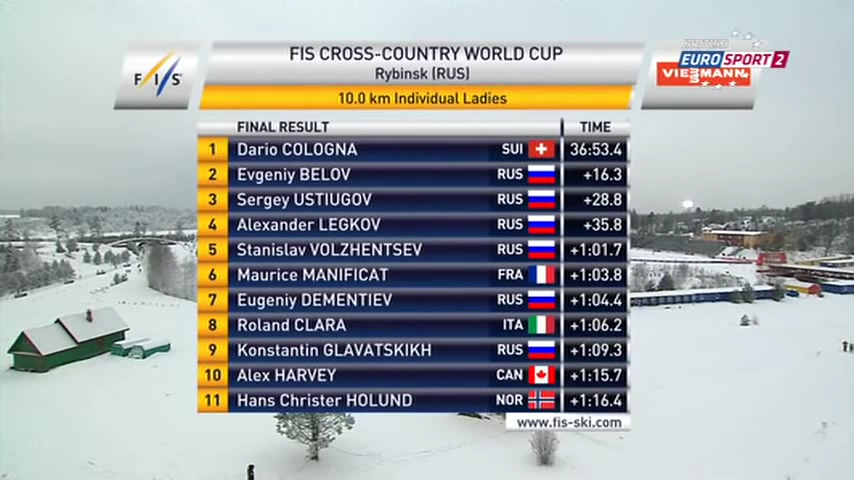 FIS CROSS-COUNTRY WORLD CUP
Rybinsk (RUS)
10.0 km Individual Ladies
FIS
EUROSPORT 2
VIESMANN
FINAL RESULT TIME
1 Dario COLOGNA SUI 36:53.4
2 Evgeniy BELOV RUS +16.3
3 Sergey USTIUGOV RUS +28.8
4 Alexander LEGKOV RUS +35.8
5 Stanislav VOLZHENTSEV RUS +1:01.7
6 Maurice MANIFICAT FRA +1:03.8
7 Eugeniy DEMENTIEV RUS +1:04.4
8 Roland CLARA ITA +1:06.2
9 Konstantin GLAVATSKIKH RUS +1:09.3
10 Alex HARVEY CAN +1:15.7
11 Hans Christer HOLUND NOR +1:16.4
www.fis-ski.com